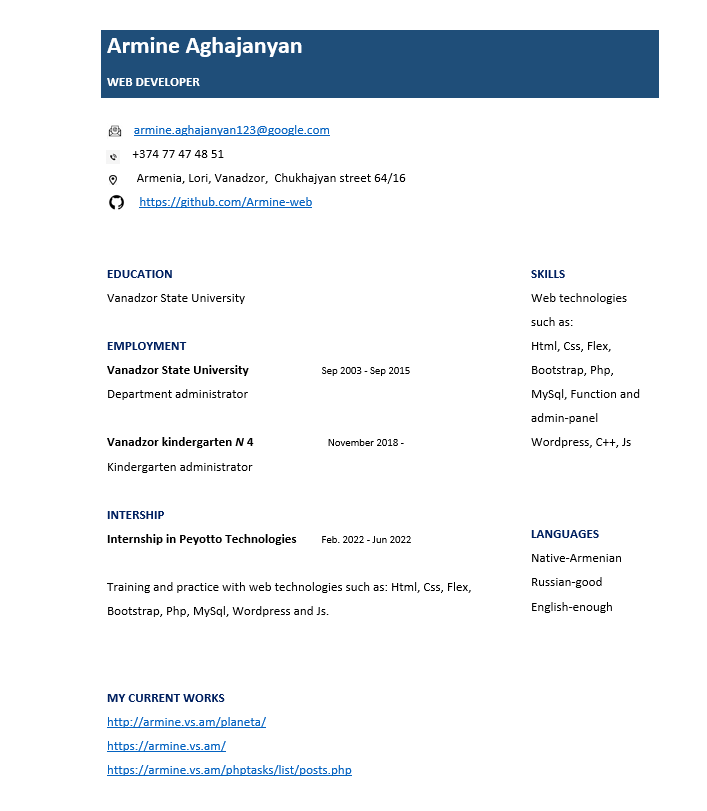 Armine Aghajanyan
WEB DEVELOPER
armine.aghajanyan123@google.com
+374 77 47 48 51
Armenia, Lori, Vanadzor, Chukhajyan street 64/16
https://github.com/Armine-web
EDUCATION
Vanadzor State University
EMPLOYMENT
Vanadzor State University Sep 2003 - Sep 2015
Department administrator
Vanadzor kindergarten N 4 November 2018 -
Kindergarten administrator
INTERSHIP
Internship in Peyotto Technologies Feb. 2022 - Jun 2022
Training and practice with web technologies such as: Html, Css, Flex,
Bootstrap, Php, MySql, Wordpress and Js.
MY CURRENT WORKS
http://armine.vs.am/planeta/
https://armine.vs.am/
https://armine.vs.am/phptasks/list/posts.php
SKILLS
Web technologies
such as:
Html, Css, Flex,
Bootstrap, Php,
MySql, Function and
admin-panel
Wordpress, C++, Js
LANGUAGES
Native-Armenian
Russian-good
English-enough